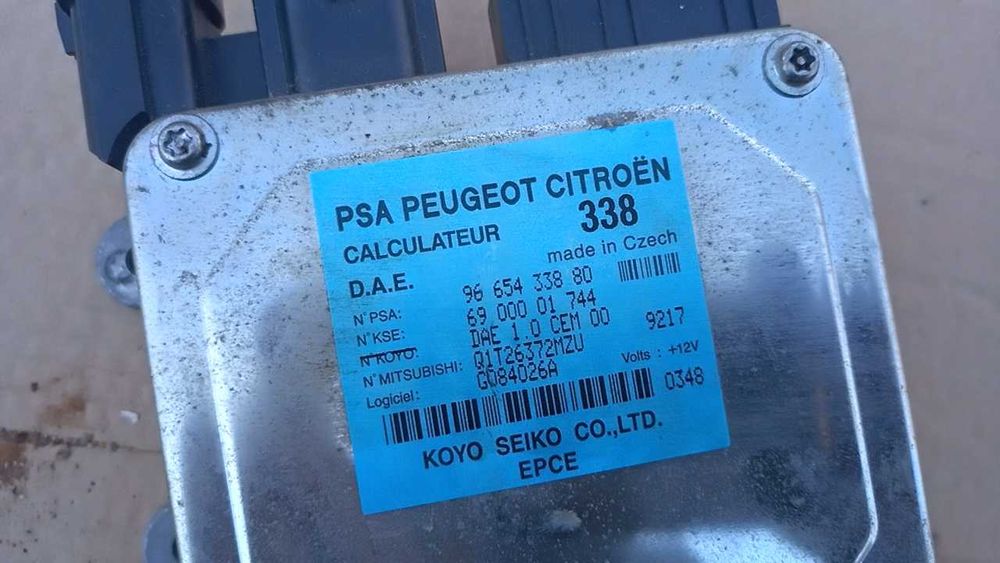 PSA PEUGEOT CITROËN
CALCULATEUR 338
D.A.E. made in Czech
N° PSA: 96 654 338 80
N° KSE: 69 000 01 744
N° KOYO: DAE 1.0 CEM 00 9217
N° MITSUBISHI: Q1T26372MZU Volts : +12V
Logiciel: G084026A
0348
KOYO SEIKO CO.,LTD.
EPCE